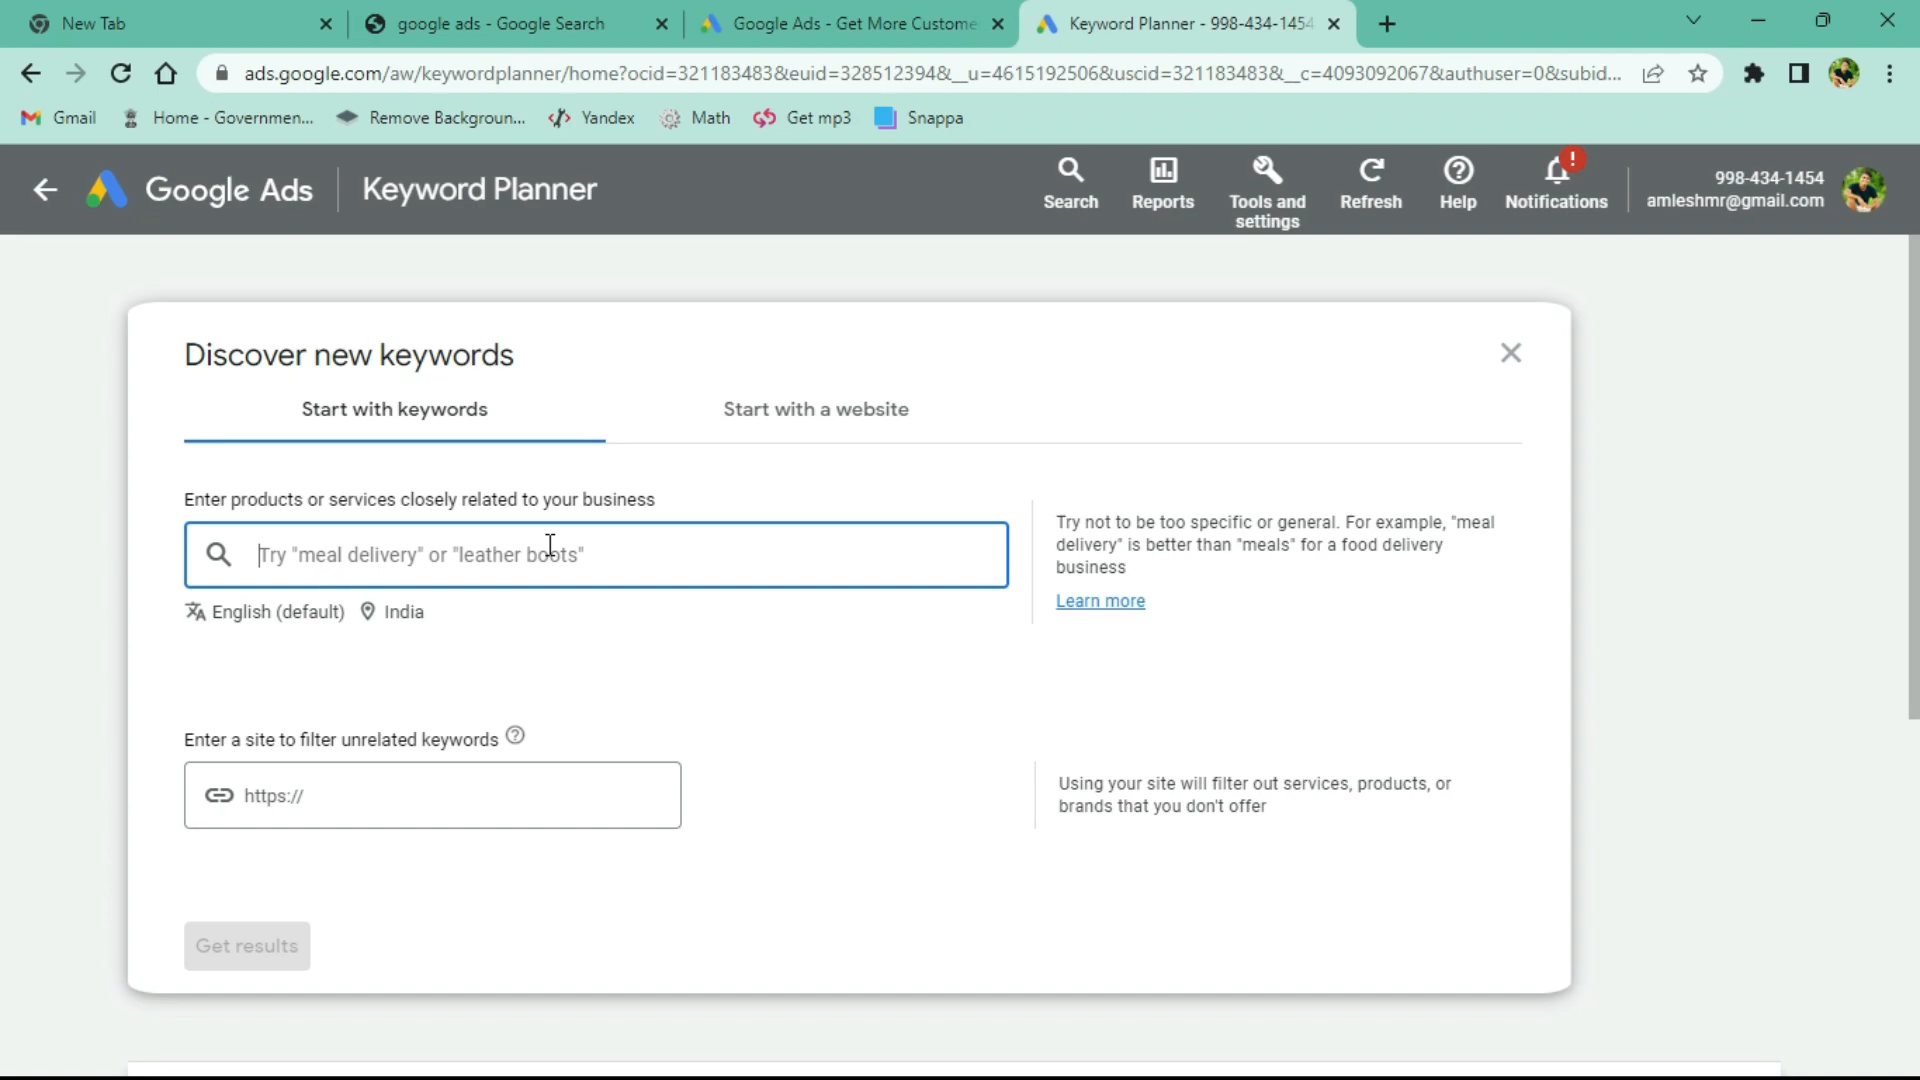 New Tab
google ads - Google Search
Google Ads - Get More Custome
Keyword Planner - 998-434-1454
ads.google.com/aw/keywordplanner/home?ocid=321183483&euid=328512394&__u=4615192506&uscid=321183483&__c=4093092067&authuser=0&subid...
Gmail
Home - Governmen...
Remove Backgroun...
Yandex
Math
Get mp3
Snappa
Google Ads
Keyword Planner
Search
Reports
Tools and
settings
Refresh
Help
Notifications
998-434-1454
amleshmr@gmail.com
Discover new keywords
Start with keywords
Start with a website
Enter products or services closely related to your business
Try "meal delivery" or "leather boots"
English (default)
India
Try not to be too specific or general. For example, "meal
delivery" is better than "meals" for a food delivery
business
Learn more
Enter a site to filter unrelated keywords
https://
Using your site will filter out services, products, or
brands that you don't offer
Get results